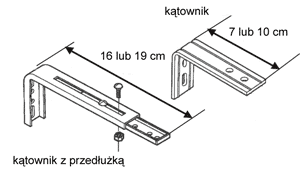 kątownik
7 lub 10 cm
16 lub 19 cm
kątownik z przedłużką